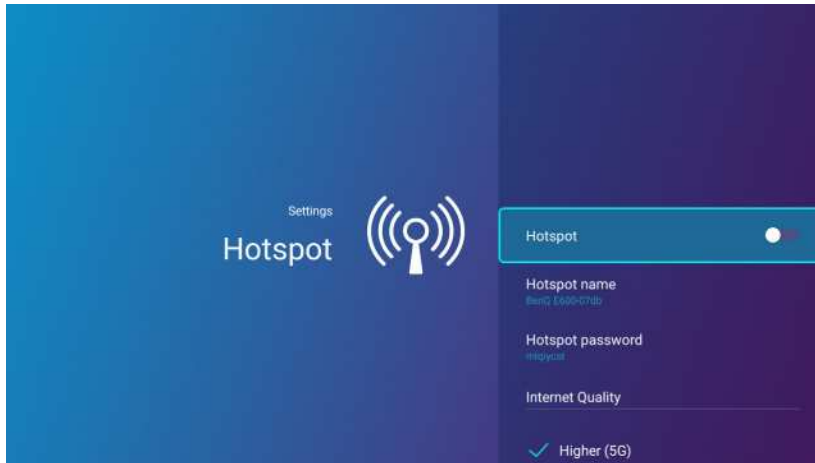 Settings
Hotspot
Hotspot
Hotspot name
BenQ E600-07db
Hotspot password
Internet Quality
Higher (5G)